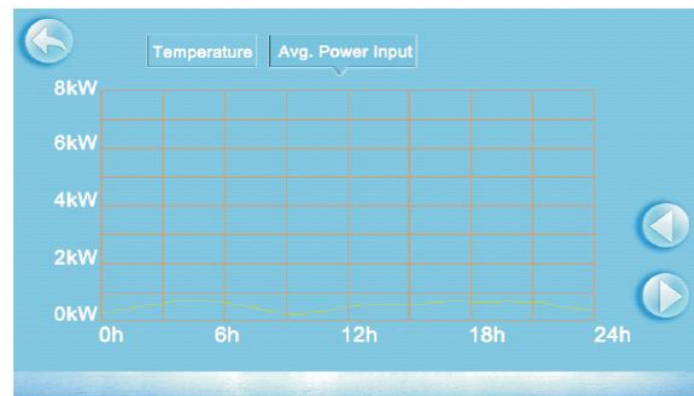 Temperature Avg. Power Input
8kW
6kW
4kW
2kW
0kW
0h 6h 12h 18h 24h